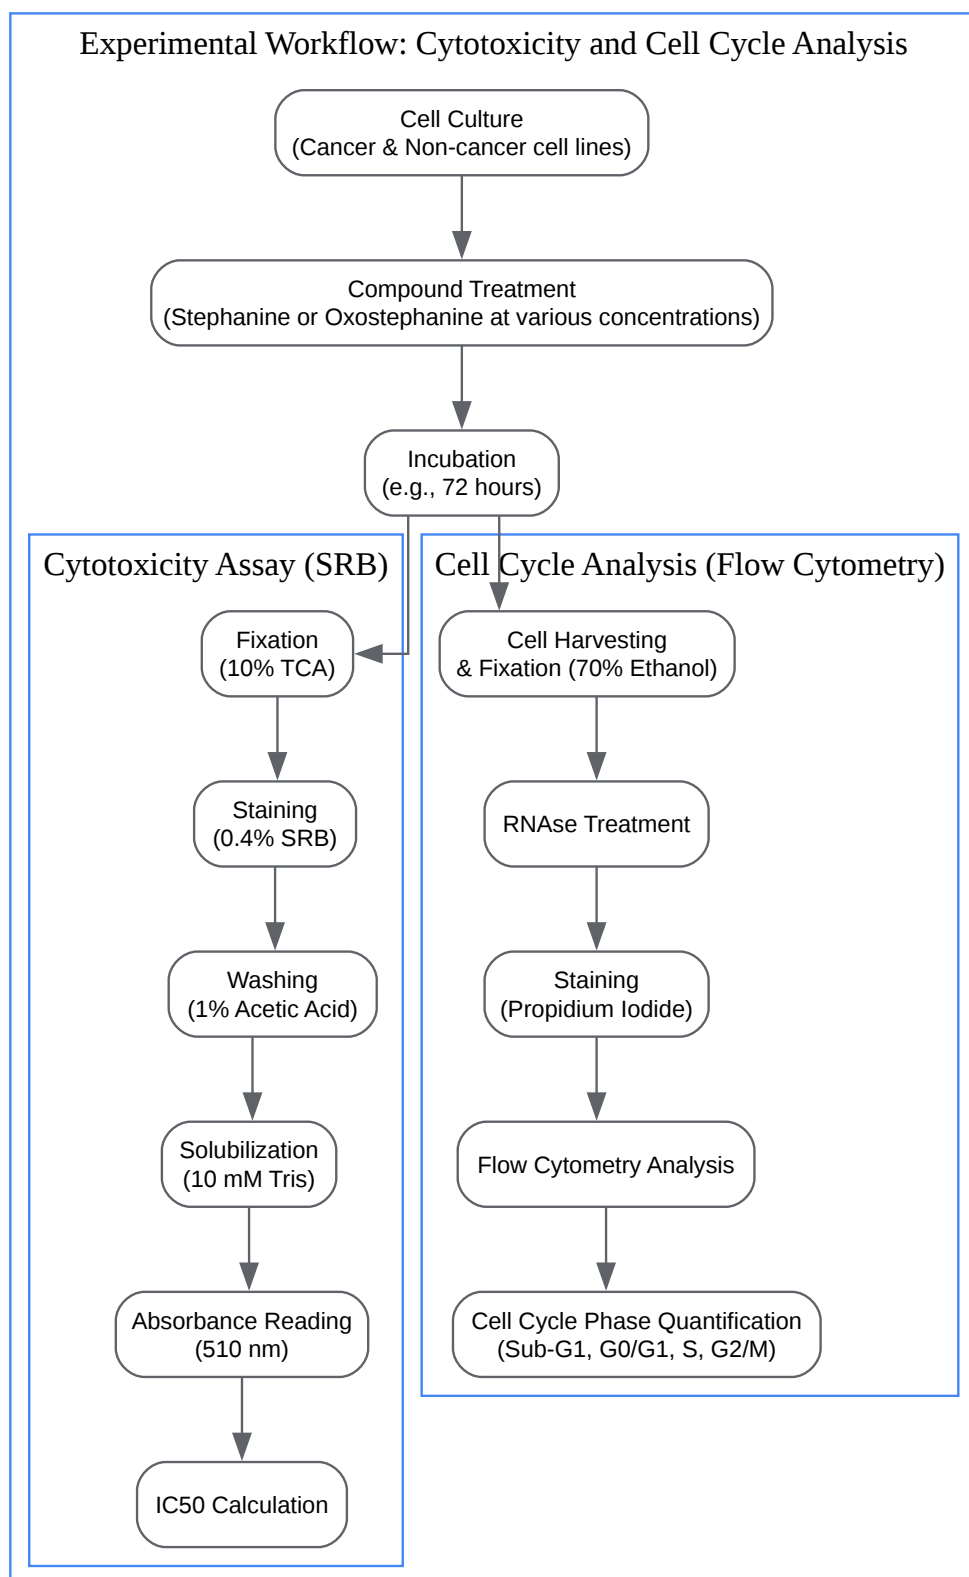 Experimental Workflow: Cytotoxicity and Cell Cycle Analysis
Cell Culture
(Cancer & Non-cancer cell lines)
Compound Treatment
(Stephanine or Oxostephanine at various concentrations)
Incubation
(e.g., 72 hours)
Cytotoxicity Assay (SRB)
Fixation
(10% TCA)
Staining
(0.4% SRB)
Washing
(1% Acetic Acid)
Solubilization
(10 mM Tris)
Absorbance Reading
(510 nm)
IC50 Calculation
Cell Cycle Analysis (Flow Cytometry)
Cell Harvesting
& Fixation (70% Ethanol)
RNAse Treatment
Staining
(Propidium Iodide)
Flow Cytometry Analysis
Cell Cycle Phase Quantification
(Sub-G1, G0/G1, S, G2/M)